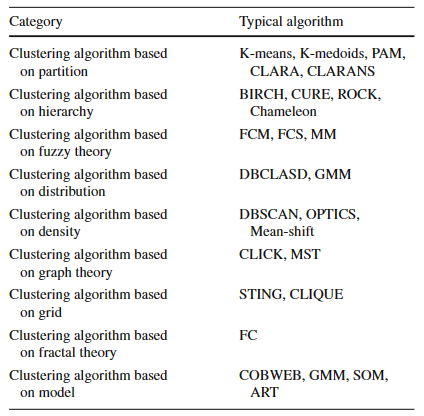 Category Typical algorithm
Clustering algorithm based K-means, K-medoids, PAM,
on partition CLARA, CLARANS
Clustering algorithm based BIRCH, CURE, ROCK,
on hierarchy Chameleon
Clustering algorithm based FCM, FCS, MM
on fuzzy theory
Clustering algorithm based DBCLASD, GMM
on distribution
Clustering algorithm based DBSCAN, OPTICS,
on density Mean-shift
Clustering algorithm based CLICK, MST
on graph theory
Clustering algorithm based STING, CLIQUE
on grid
Clustering algorithm based FC
on fractal theory
Clustering algorithm based COBWEB, GMM, SOM,
on model ART